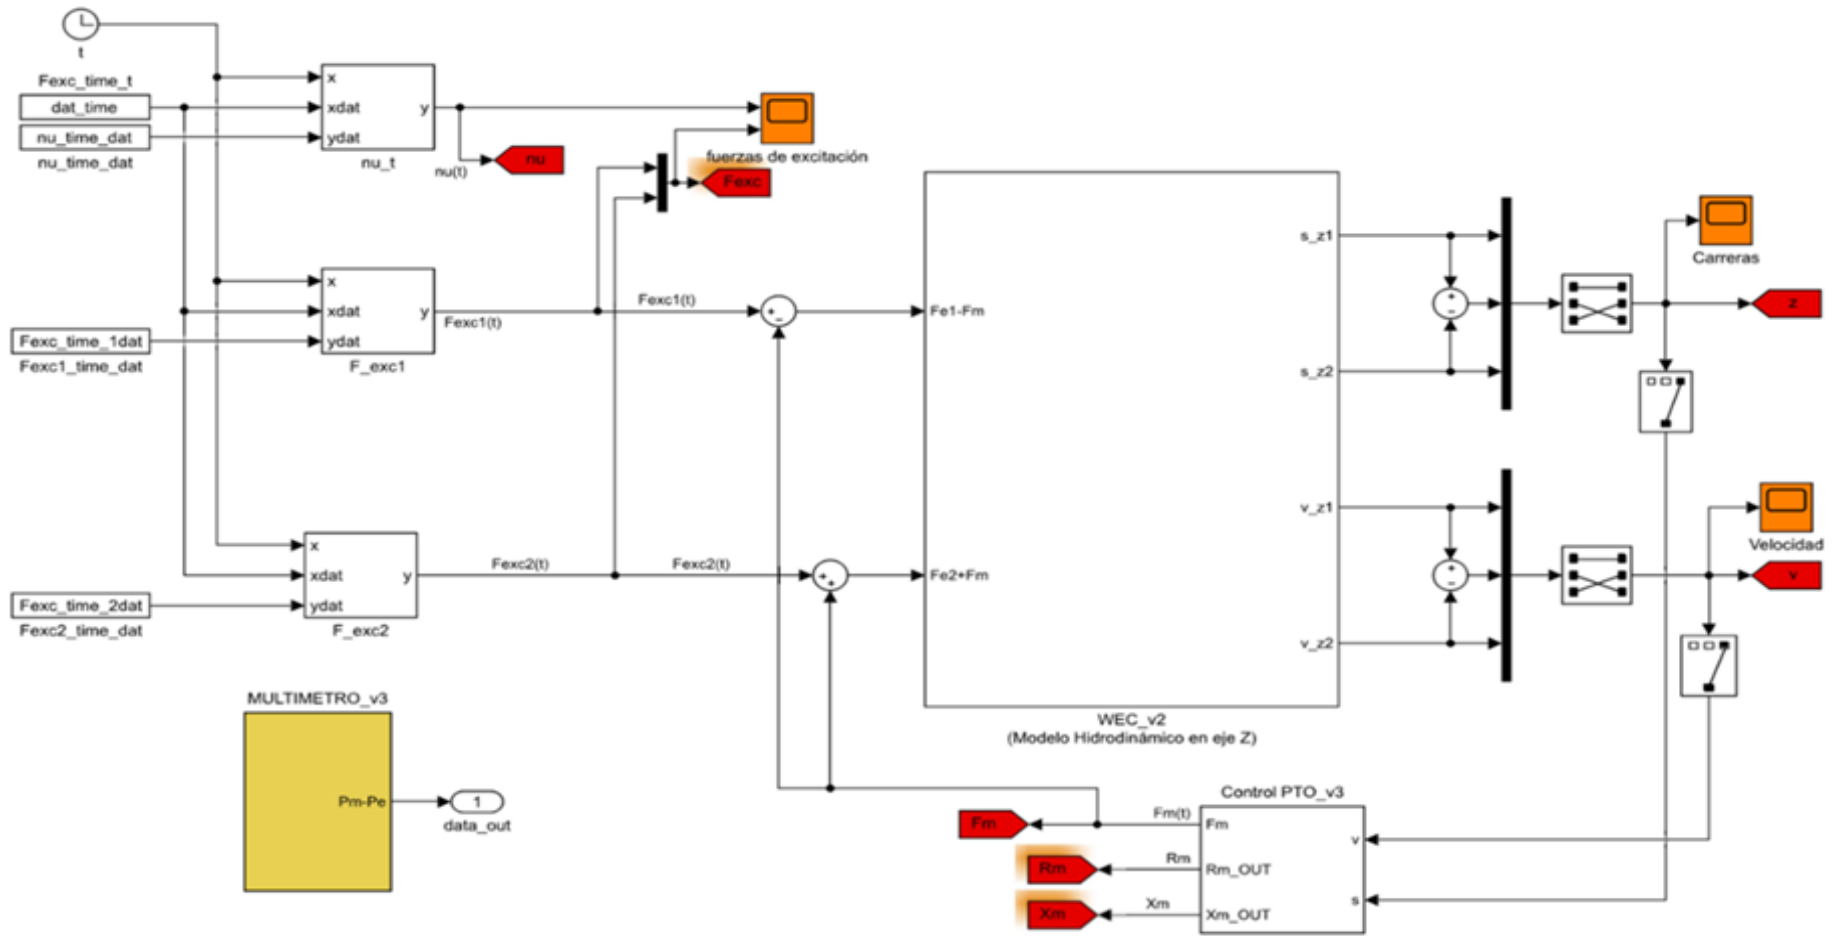 t
Fexc_time_t
dat_time
nu_time_dat
nu_time_dat
x
xdat
ydat
y
nu_t
nu(t)
nu
fuerzas de excitación
Fexc
Fexc_time_1dat
Fexc1_time_dat
x
xdat
ydat
y
F_exc1
Fexc1(t)
Fexc1(t)
Fexc_time_2dat
Fexc2_time_dat
x
xdat
ydat
y
F_exc2
Fexc2(t)
Fexc2(t)
+
-
+
+
Fe1-Fm
Fe2+Fm
s_z1
s_z2
v_z1
v_z2
WEC_v2
(Modelo Hidrodinámico en eje Z)
+
-
+
-
Carreras
z
Velocidad
v
MULTIMETRO_v3
Pm-Pe
1
data_out
Control PTO_v3
Fm
Rm_OUT
Xm_OUT
v
s
Fm(t)
Rm
Xm
Fm
Rm
Xm